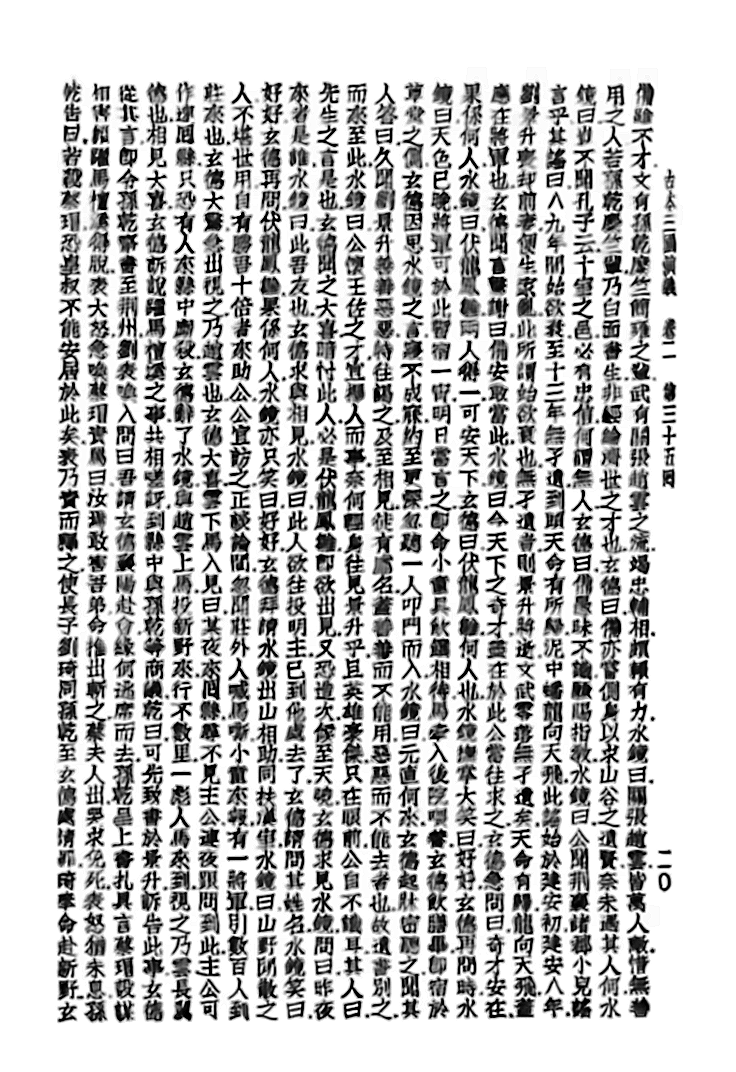 古本三國演義　卷二　第三十五回　二〇
備雖不才文有孫乾糜竺簡雍之輩武有關張趙雲之流竭忠輔相頗賴有力水鏡曰關張趙雲皆萬人敵惜無善
用之人若孫乾糜竺輩乃白面書生非經綸濟世之才也玄德曰備亦嘗側身以求山谷之遺賢奈未遇其人何水
鏡曰豈不聞孔子云十室之邑必有忠信何謂無人玄德曰備愚昧不識願賜指教水鏡曰公聞荊襄諸郡小兒謠
言乎其謠曰八九年間始欲衰至十三年無孑遺到頭天命有所歸泥中蟠龍向天飛此謠始於建安初建安八年
劉景升喪却前妻便生家亂此所謂始欲衰也無孑遺者則景升將逝文武零落無孑遺矣天命有歸龍向天飛蓋
應在將軍也玄德聞言驚謝曰備安敢當此水鏡曰今天下之奇才盡在於此公當往求之玄德急問曰奇才安在
果係何人水鏡曰伏龍鳳雛兩人得一可安天下玄德曰伏龍鳳雛何人也水鏡撫掌大笑曰好好玄德再問時水
鏡曰天色已晚將軍可於此暫宿一宵明日當言之即命小童具飲饌相待馬牽入後院喂養玄德飲膳畢即宿於
草堂之側玄德因思水鏡之言寢不成寐約至更深忽聽一人叩門而入水鏡曰元直何來玄德起牀密聽之聞其
人答曰久聞劉景升善善惡惡特往謁之及至相見徒有虛名蓋善善而不能用惡惡而不能去者也故遺書別之
而來至此水鏡曰公懷王佐之才宜擇人而事奈何輕身往見景升乎且英雄豪傑只在眼前公自不識耳其人曰
先生之言是也玄德聞之大喜暗忖此人必是伏龍鳳雛即欲出見又恐造次候至天曉玄德求見水鏡問曰昨夜
來者是誰水鏡曰此吾友也玄德求與相見水鏡曰此人欲往投明主已到他處去了玄德請問其姓名水鏡笑曰
好好玄德再問伏龍鳳雛果係何人水鏡亦只笑曰好好玄德拜請水鏡出山相助同扶漢室水鏡曰山野閒散之
人不堪世用自有勝吾十倍者來助公公宜訪之正談論間忽聞莊外人喊馬嘶小童來報有一將軍引數百人到
莊來也玄德大驚急出視之乃趙雲也玄德大喜雲下馬入見曰某夜來回縣尋不見主公連夜跟問到此主公可
作速回縣只恐有人來縣中廝殺玄德辭了水鏡與趙雲上馬投新野來行不數里一彪人馬來到視之乃雲長翼
德也相見大喜玄德訴說躍馬檀溪之事共相嗟訝到縣中與孫乾等商議乾曰可先致書於景升訴告此事玄德
從其言即令孫乾齎書至荊州劉表喚入問曰吾請玄德襄陽赴會緣何逃席而去孫乾呈上書札具言蔡瑁設謀
相害賴躍馬檀溪得脫表大怒急喚蔡瑁責罵曰汝焉敢害吾弟命推出斬之蔡夫人出哭求免死表怒猶未息孫
乾告曰若殺蔡瑁恐皇叔不能安居於此矣表乃責而釋之使長子劉琦同孫乾至玄德處請罪琦奉命赴新野玄